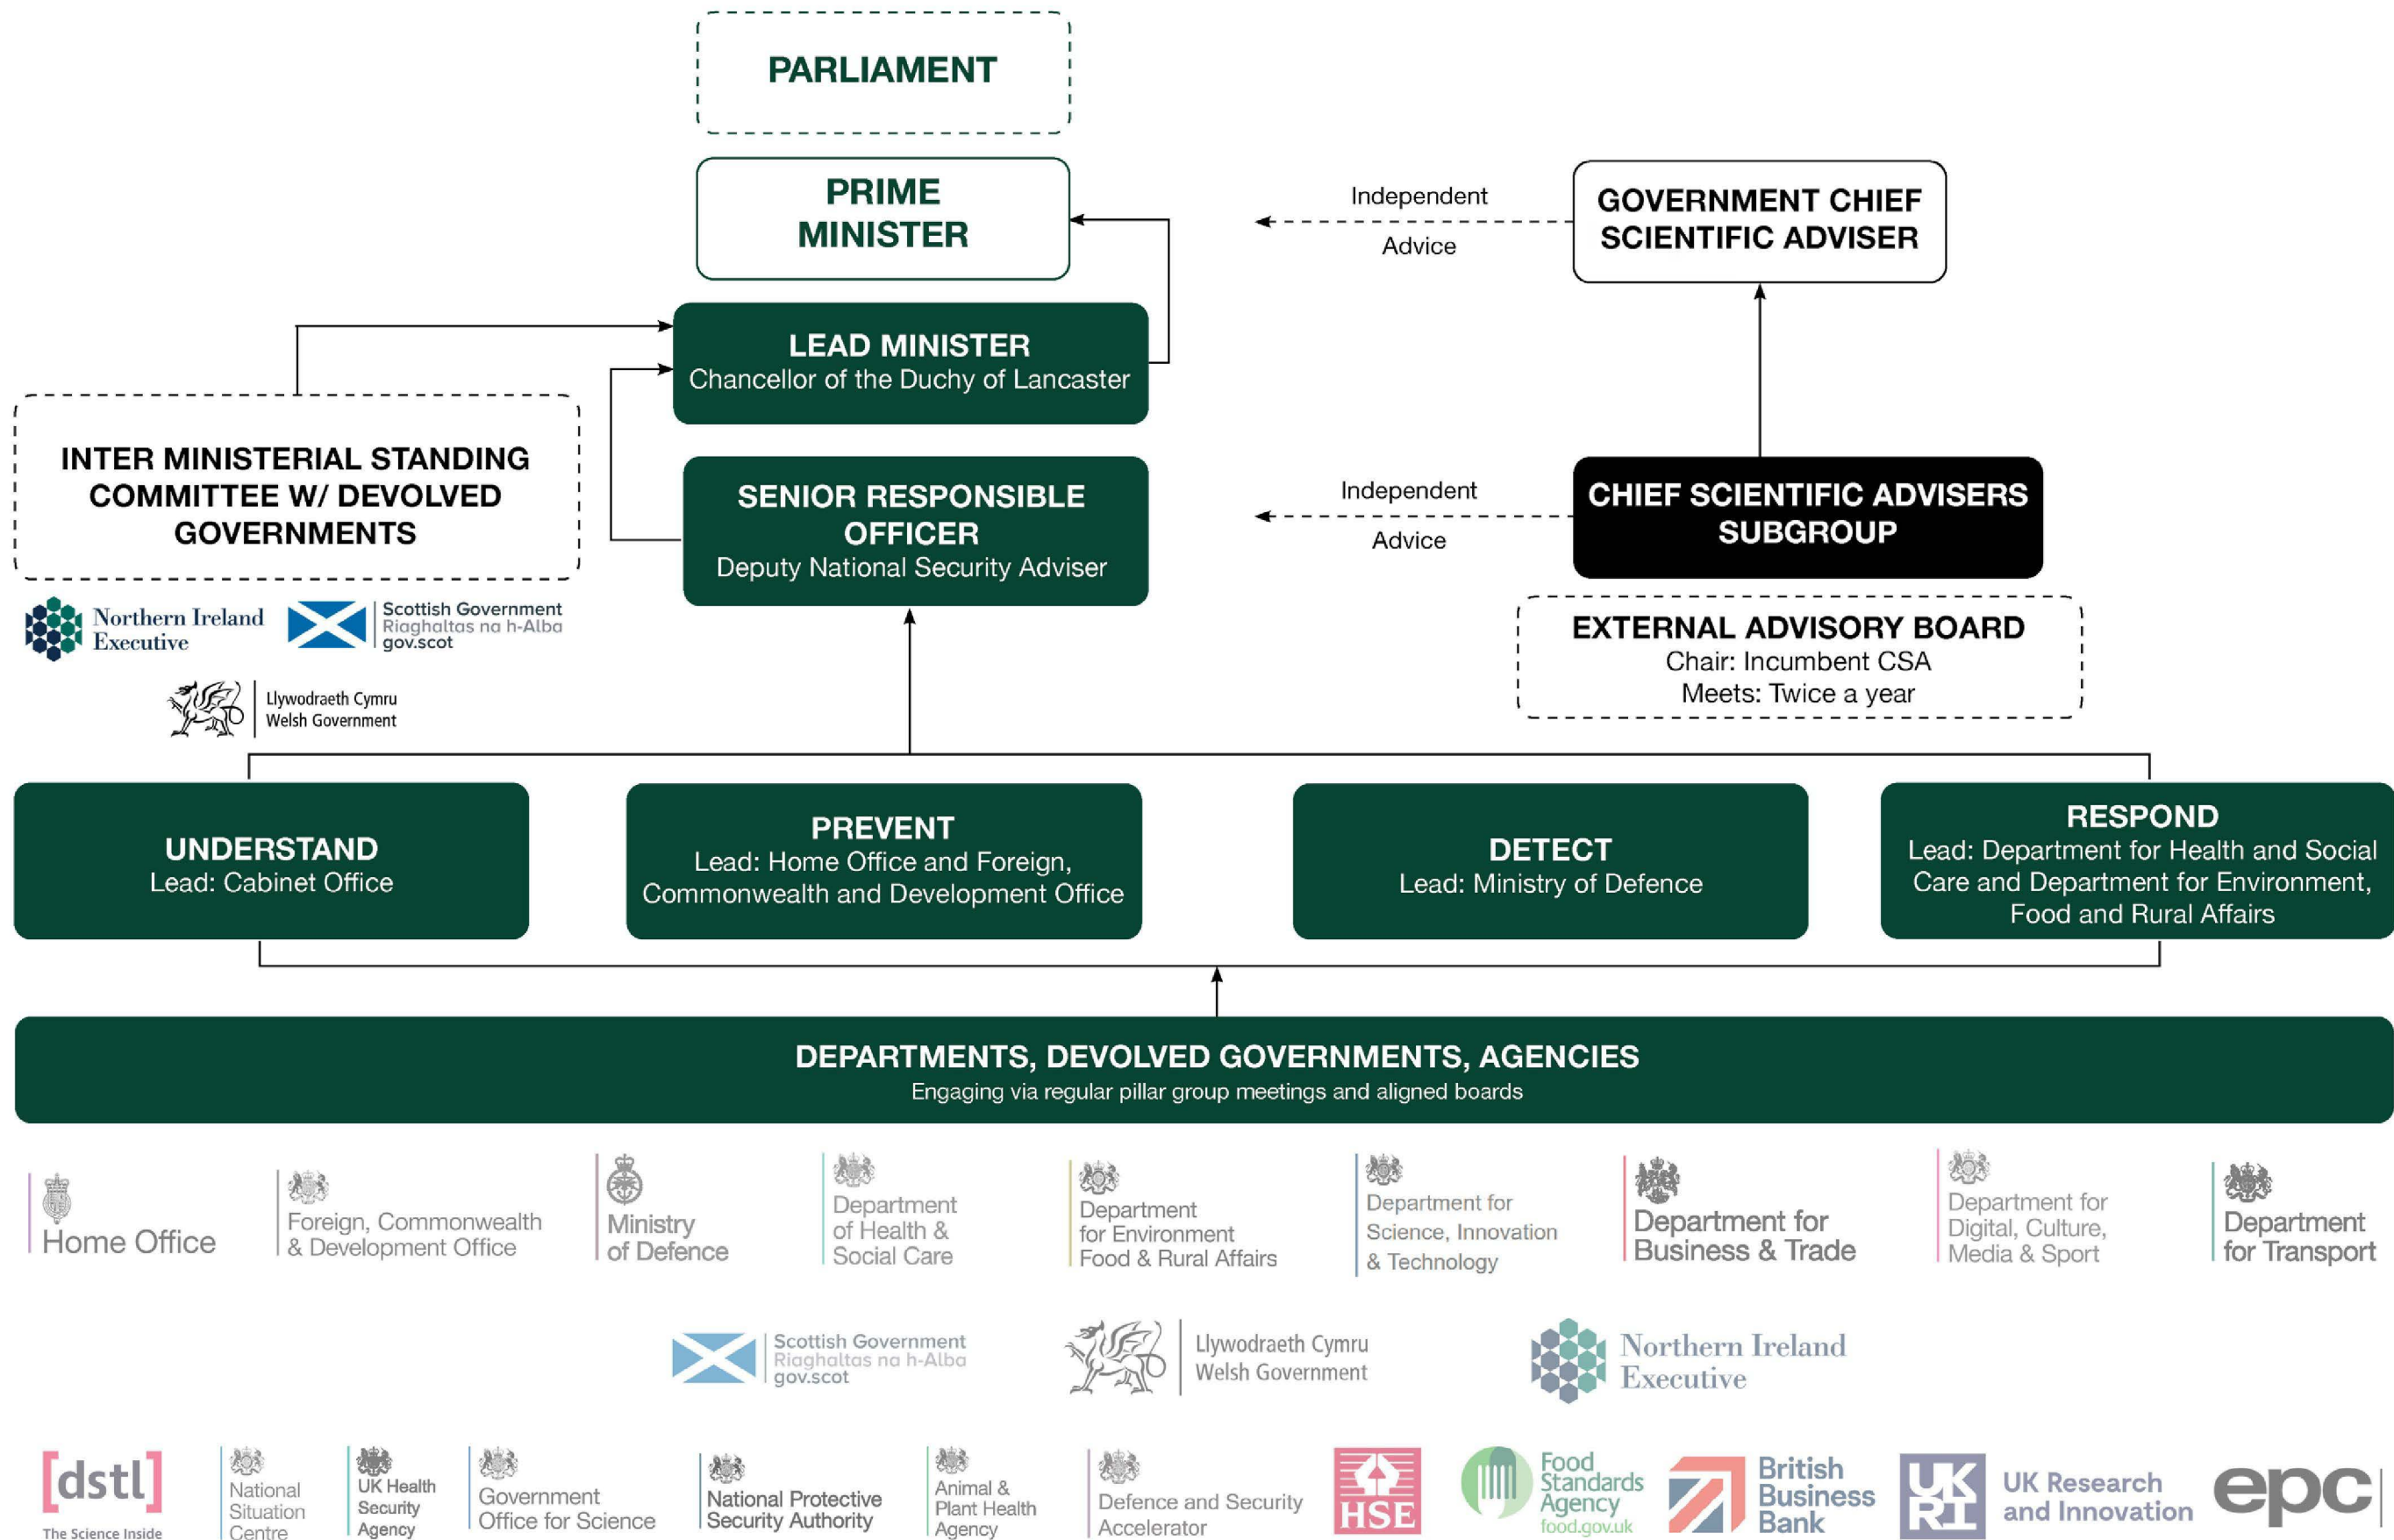 PARLIAMENT
PRIME
MINISTER
Independent
Advice
GOVERNMENT CHIEF
SCIENTIFIC ADVISER
LEAD MINISTER
Chancellor of the Duchy of Lancaster
INTER MINISTERIAL STANDING
COMMITTEE W/ DEVOLVED
GOVERNMENTS
SENIOR RESPONSIBLE
OFFICER
Deputy National Security Adviser
Independent
Advice
CHIEF SCIENTIFIC ADVISERS
SUBGROUP
Northern Ireland
Executive
Scottish Government
Riaghaltas na h-Alba
gov.scot
Llywodraeth Cymru
Welsh Government
EXTERNAL ADVISORY BOARD
Chair: Incumbent CSA
Meets: Twice a year
UNDERSTAND
Lead: Cabinet Office
PREVENT
Lead: Home Office and Foreign,
Commonwealth and Development Office
DETECT
Lead: Ministry of Defence
RESPOND
Lead: Department for Health and Social
Care and Department for Environment,
Food and Rural Affairs
DEPARTMENTS, DEVOLVED GOVERNMENTS, AGENCIES
Engaging via regular pillar group meetings and aligned boards
Home Office
Foreign, Commonwealth
& Development Office
Ministry
of Defence
Department
of Health &
Social Care
Department
for Environment
Food & Rural Affairs
Department for
Science, Innovation
& Technology
Department for
Business & Trade
Department for
Digital, Culture,
Media & Sport
Department
for Transport
Scottish Government
Riaghaltas na h-Alba
gov.scot
Llywodraeth Cymru
Welsh Government
Northern Ireland
Executive
[dstl]
The Science Inside
National
Situation
Centre
UK Health
Security
Agency
Government
Office for Science
National Protective
Security Authority
Animal &
Plant Health
Agency
Defence and Security
Accelerator
HSE
Food
Standards
Agency
food.gov.uk
British
Business
Bank
UK
RI
UK Research
and Innovation
epc